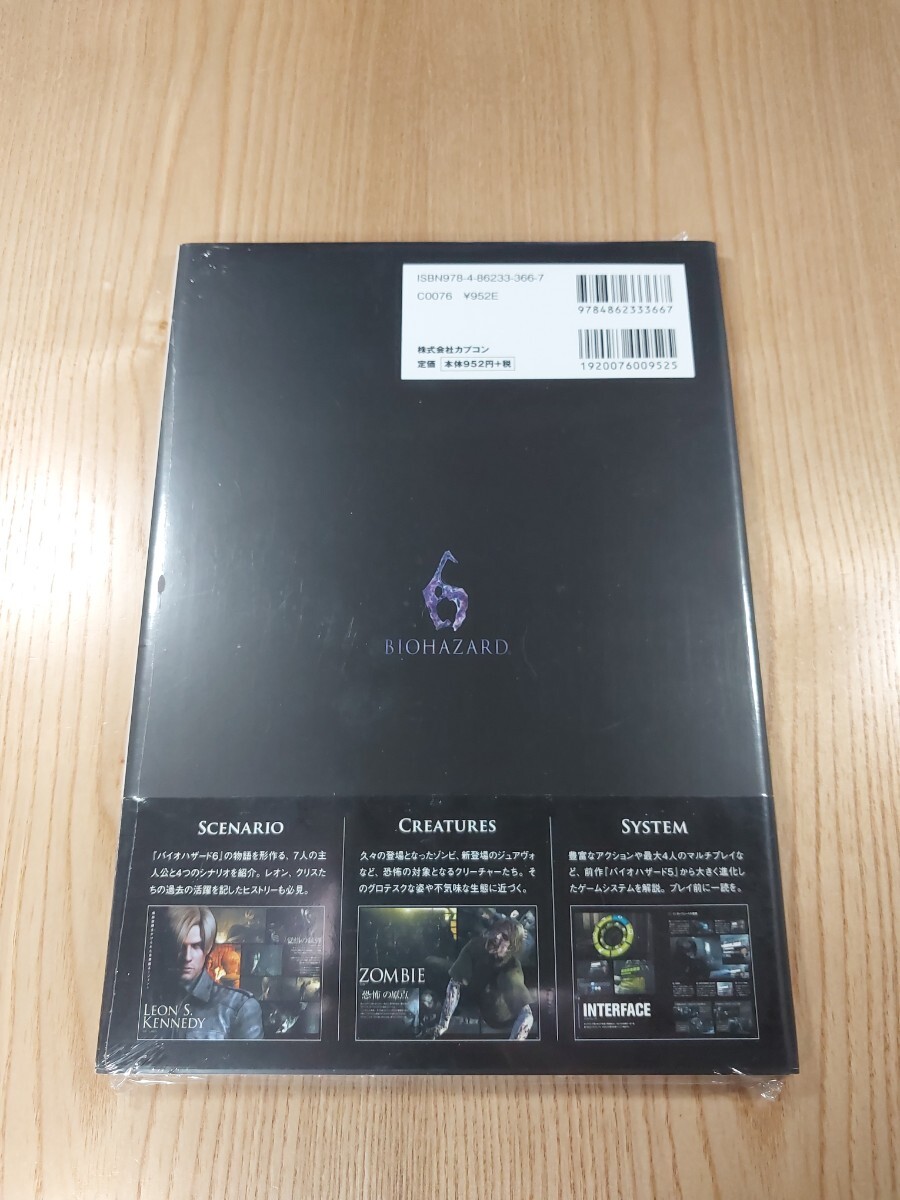 ISBN978-4-86233-366-7
C0076 ¥952E
9784862333667
株式会社カプコン
定価 本体952円+税
1920076009525
6
BIOHAZARD
SCENARIO
『バイオハザード6』の物語を形作る、7人の主
人公と4つのシナリオを紹介。レオン、クリスた
ちの過去の活躍を記したヒストリーも必見。
LEON S.
KENNEDY
CREATURES
久々の登場となったゾンビ、新登場のジュアヴォ
など、恐怖の対象となるクリーチャーたち。そ
のグロテスクな姿や不気味な生態に近づく。
ZOMBIE
恐怖の原点
SYSTEM
豊富なアクションや最大4人のマルチプレイな
ど、前作『バイオハザード5』から大きく進化し
たゲームシステムを解説。プレイ前に一読を。
INTERFACE